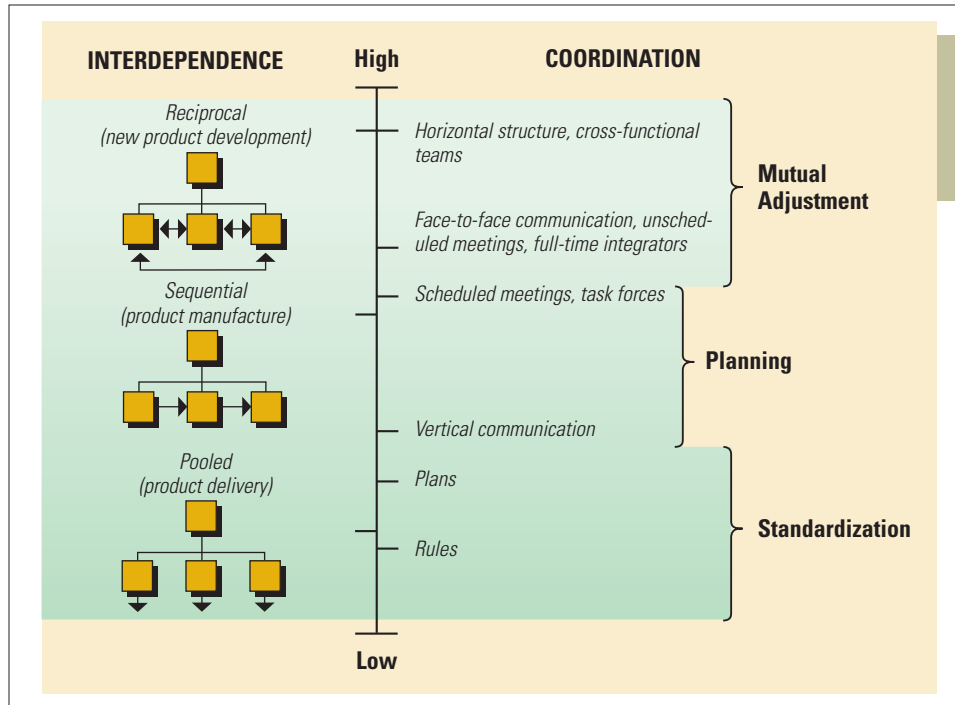 INTERDEPENDENCE
High
COORDINATION
Reciprocal
(new product development)
Horizontal structure, cross-functional
teams
Mutual
Adjustment
Face-to-face communication, unsched-
uled meetings, full-time integrators
Sequential
(product manufacture)
Scheduled meetings, task forces
Planning
Vertical communication
Pooled
(product delivery)
Plans
Rules
Standardization
Low